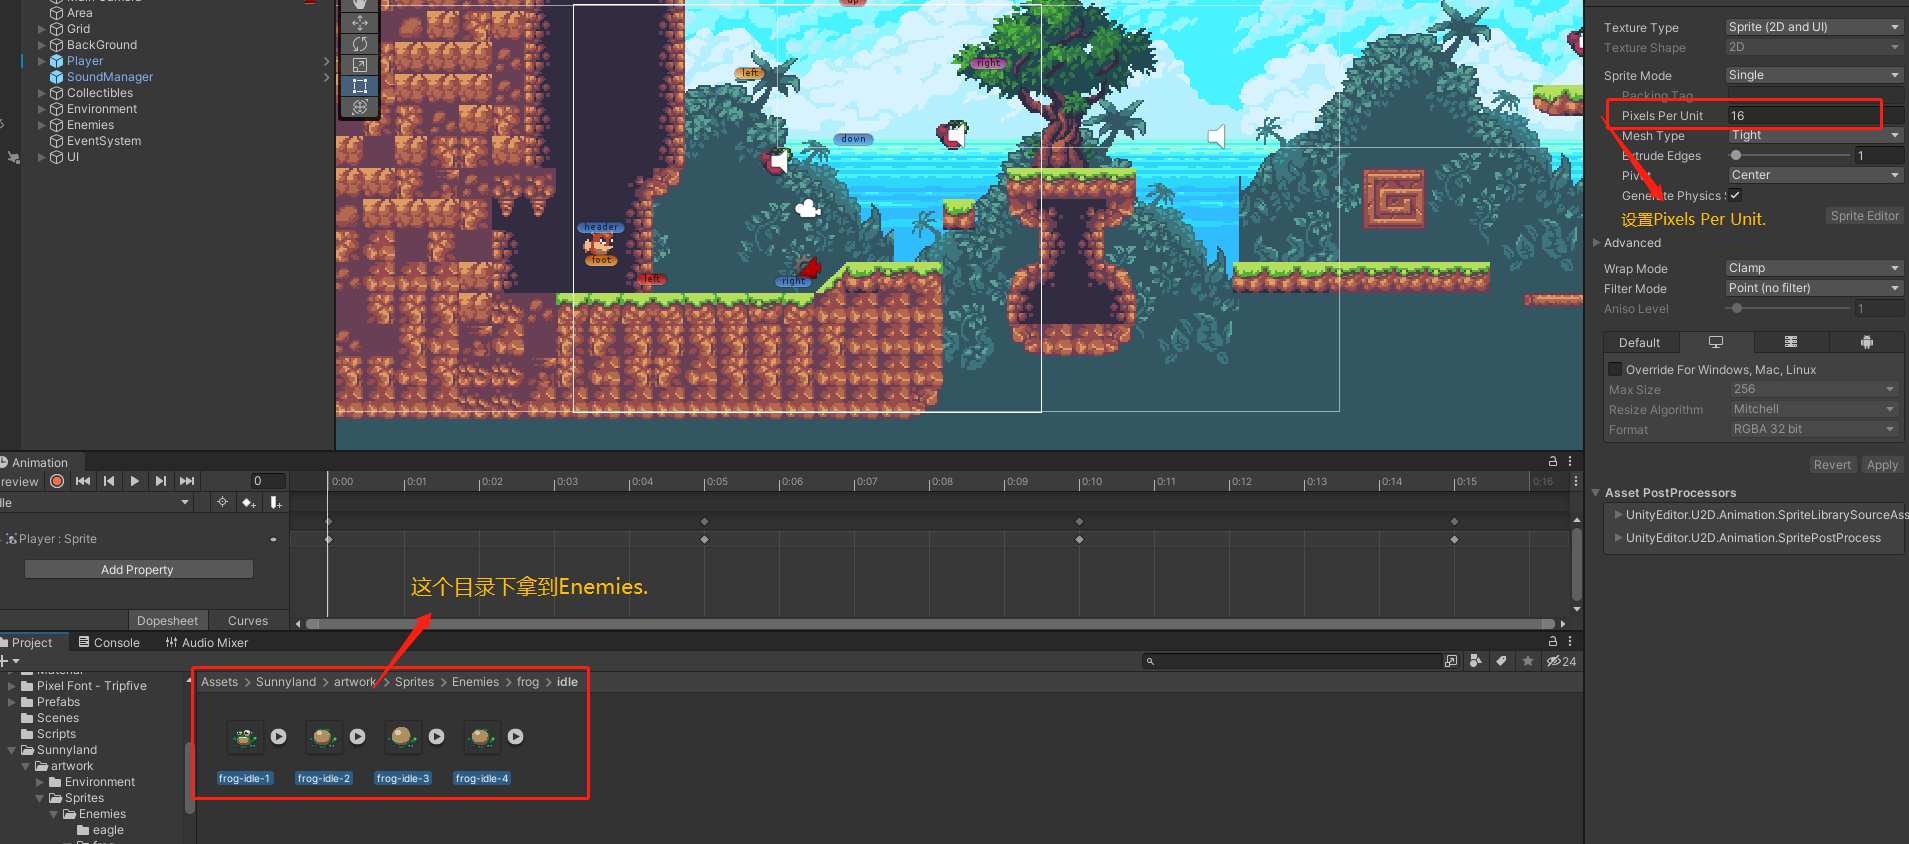 Area
Grid
BackGround
Player
SoundManager
Collectibles
Environment
Enemies
EventSystem
UI
up
left
right
down
header
foot
left
right
Texture Type
Sprite (2D and UI)
Texture Shape
2D
Sprite Mode
Single
Packing Tag
Pixels Per Unit
16
Mesh Type
Tight
Extrude Edges
1
Center
Generate Physics
设置Pixels Per Unit.
Sprite Editor
Advanced
Wrap Mode
Clamp
Filter Mode
Point (no filter)
Aniso Level
1
Default
Override For Windows, Mac, Linux
Max Size
256
Resize Algorithm
Mitchell
Format
RGBA 32 bit
Revert
Apply
Asset PostProcessors
UnityEditor.U2D.Animation.SpriteLibrarySourceAss
UnityEditor.U2D.Animation.SpritePostProcess
Animation
review
0
0:00
0:01
0:02
0:03
0:04
0:05
0:06
0:07
0:08
0:09
0:10
0:11
0:12
0:13
0:14
0:15
0:16
dle
Player : Sprite
Add Property
这个目录下拿到Enemies.
Dopesheet
Curves
Project
Console
Audio Mixer
24
Assets > Sunnyland > artwork > Sprites > Enemies > frog > idle
Pixel Font - Tripfive
Prefabs
Scenes
Scripts
Sunnyland
artwork
Environment
Sprites
Enemies
eagle
frog-idle-1
frog-idle-2
frog-idle-3
frog-idle-4